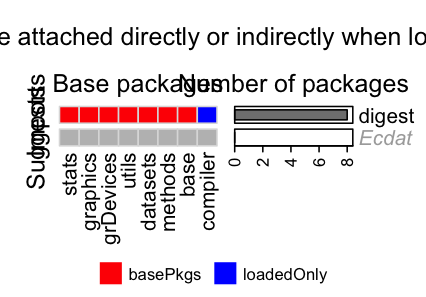 e attached directly or indirectly when lo
Base packages
Number of packages
Suggests
digest
Ecdat
stats
graphics
grDevices
utils
datasets
methods
base
compiler
0 2 4 6 8
basePkgs
loadedOnly